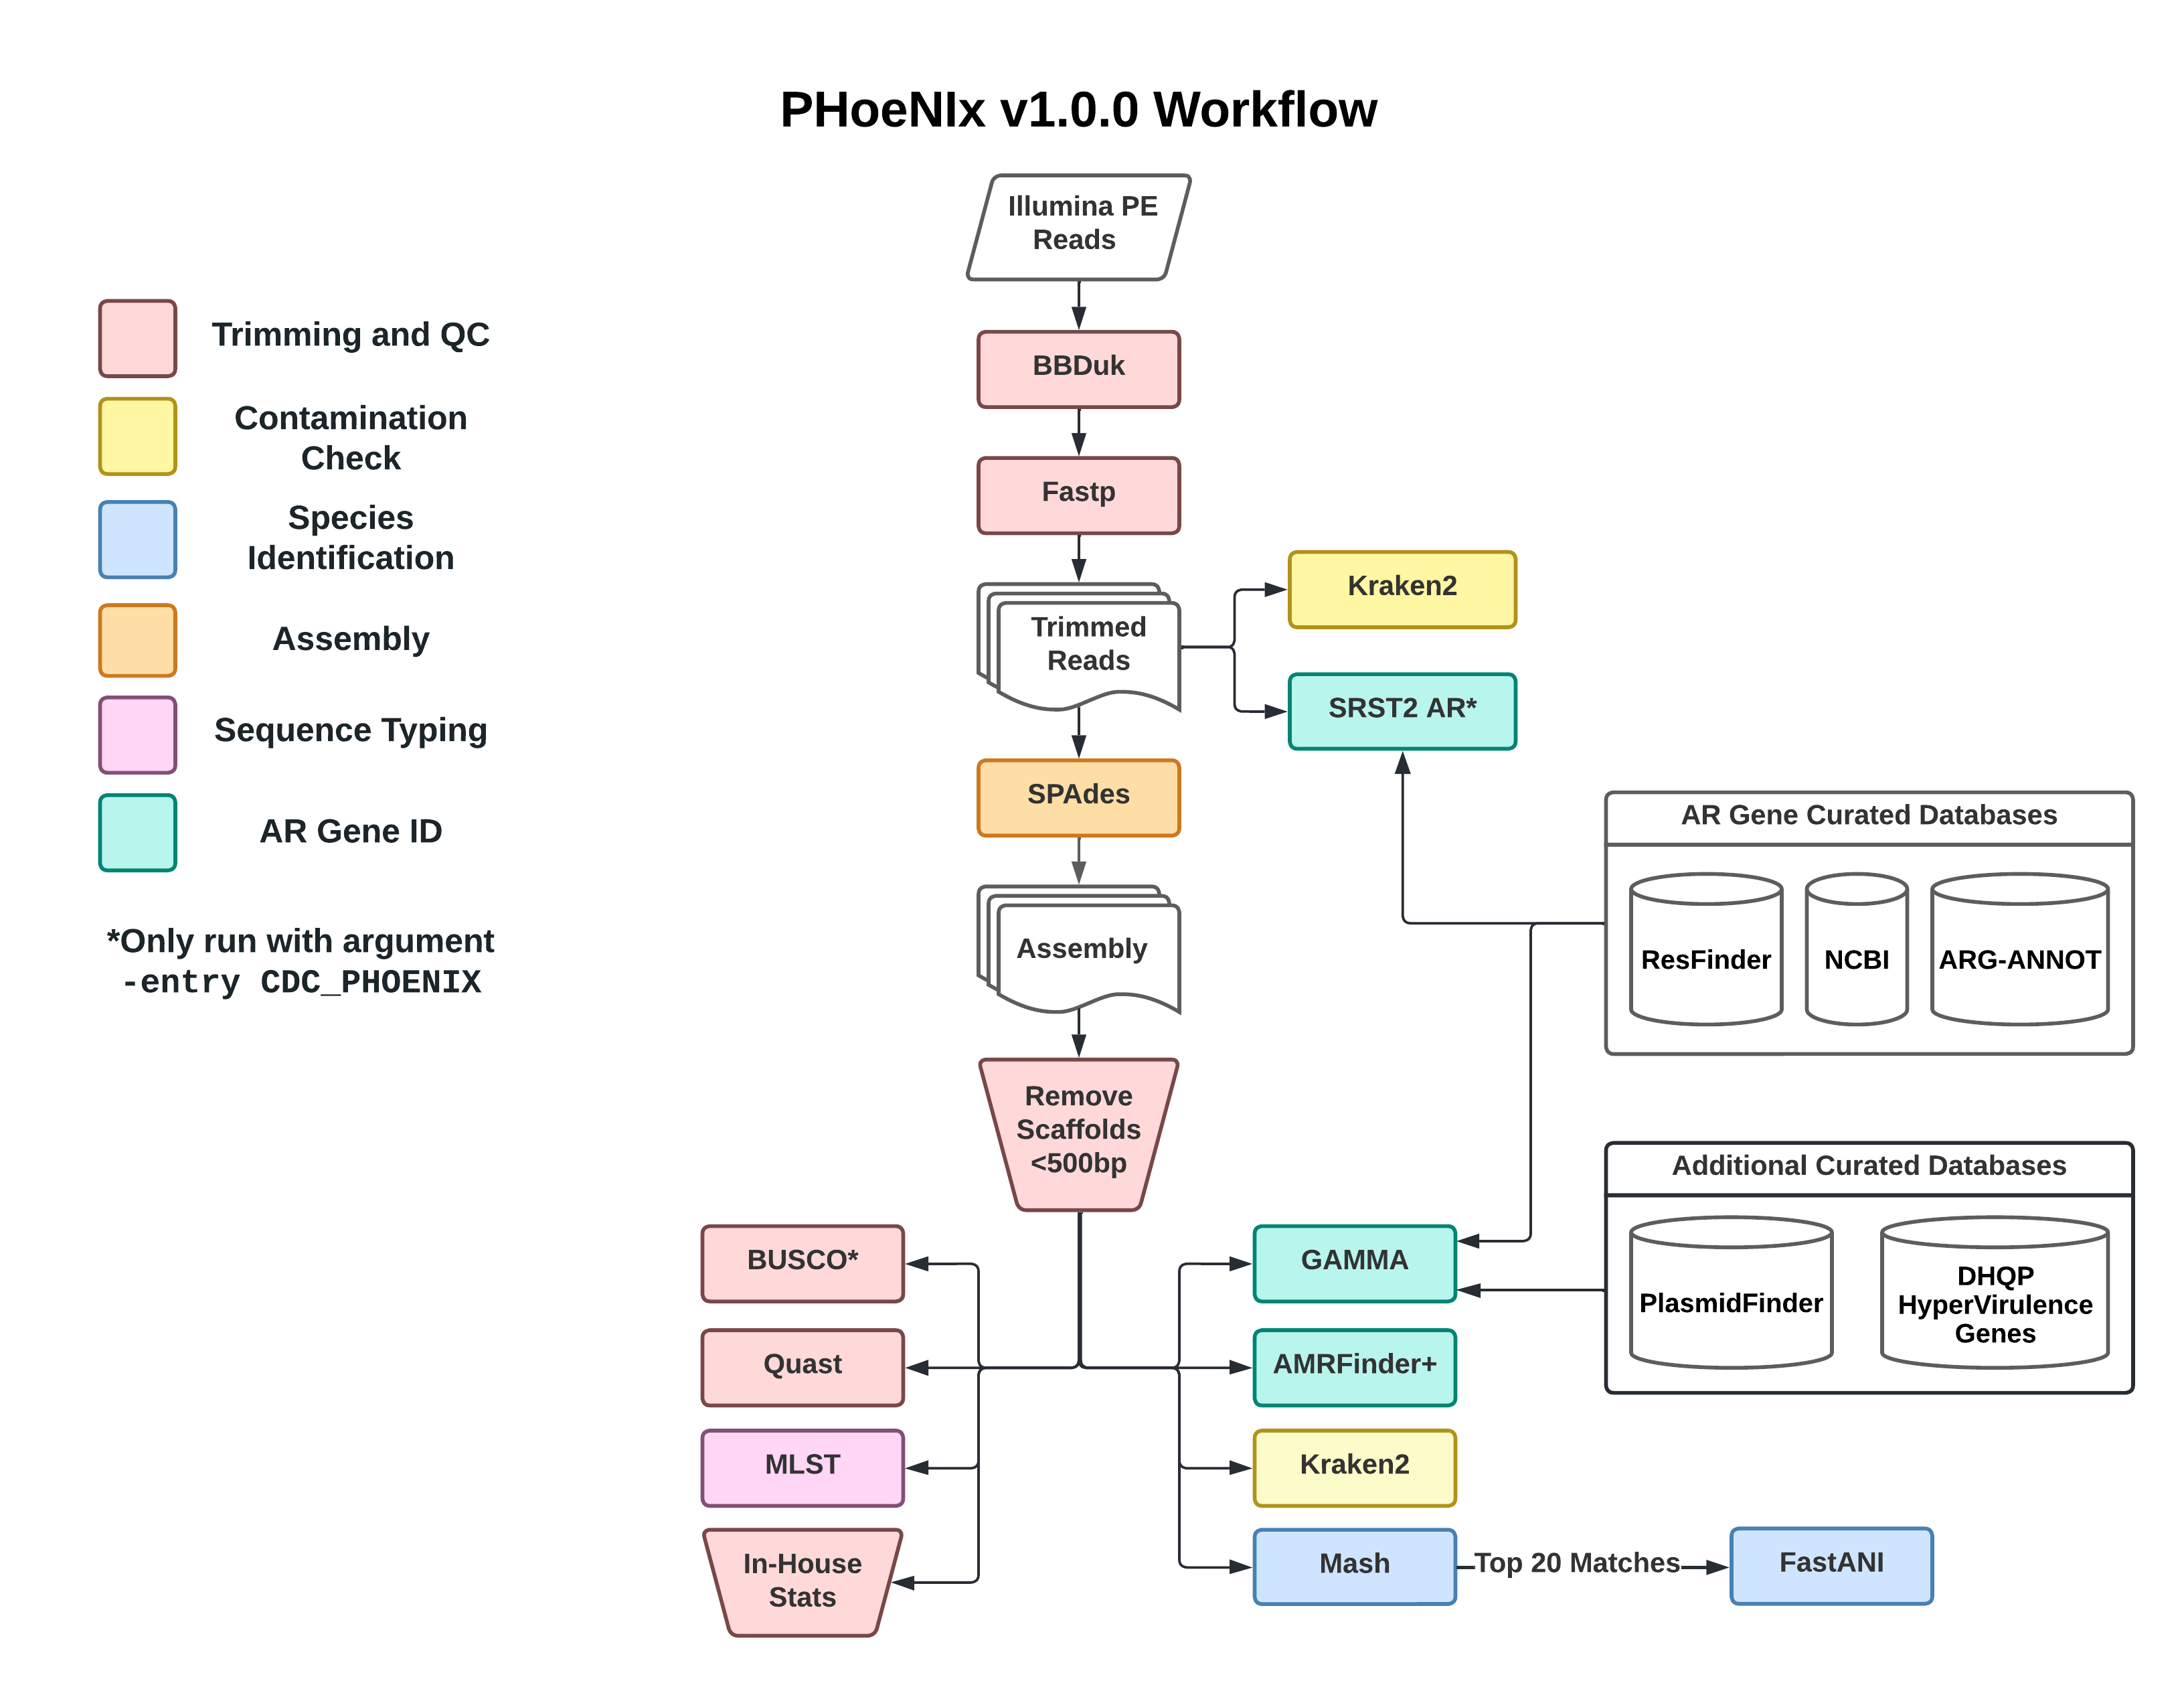 PHoeNIx v1.0.0 Workflow
Illumina PE
Reads
BBDuk
Fastp
Trimmed
Reads
Kraken2
SRST2 AR*
SPAdes
Assembly
Remove
Scaffolds
<500bp
Trimming and QC
Contamination
Check
Species
Identification
Assembly
Sequence Typing
AR Gene ID
*Only run with argument
-entry CDC_PHOENIX
AR Gene Curated Databases
ResFinder
NCBI
ARG-ANNOT
Additional Curated Databases
PlasmidFinder
DHQP
HyperVirulence
Genes
BUSCO*
Quast
MLST
In-House
Stats
GAMMA
AMRFinder+
Kraken2
Mash
Top 20 Matches
FastANI